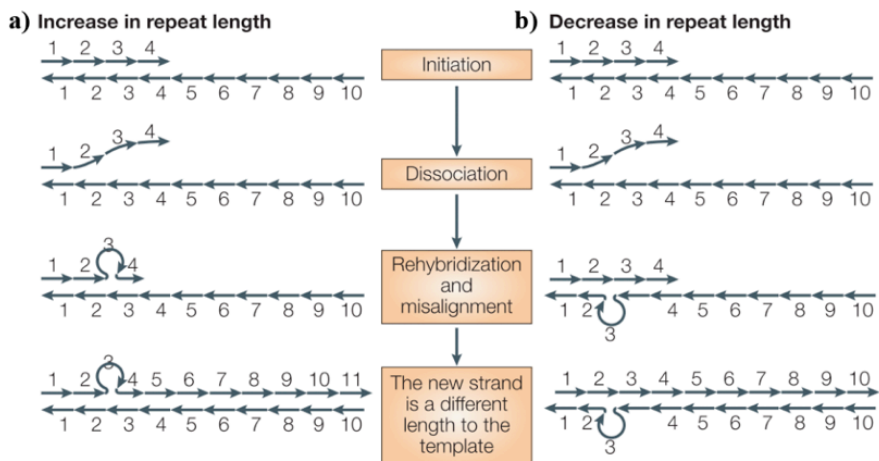 a) Increase in repeat length
1 2 3 4
1 2 3 4 5 6 7 8 9 10
1 2 3 4
1 2 3 4 5 6 7 8 9 10
3
1 2 4
1 2 3 4 5 6 7 8 9 10
3
1 2 4 5 6 7 8 9 10 11
1 2 3 4 5 6 7 8 9 10
Initiation
Dissociation
Rehybridization
and
misalignment
The new strand
is a different
length to the
template
b) Decrease in repeat length
1 2 3 4
1 2 3 4 5 6 7 8 9 10
1 2 3 4
1 2 3 4 5 6 7 8 9 10
1 2 3 4
1 2 4 5 6 7 8 9 10
3
1 2 3 4 5 6 7 8 9 10
1 2 4 5 6 7 8 9 10
3